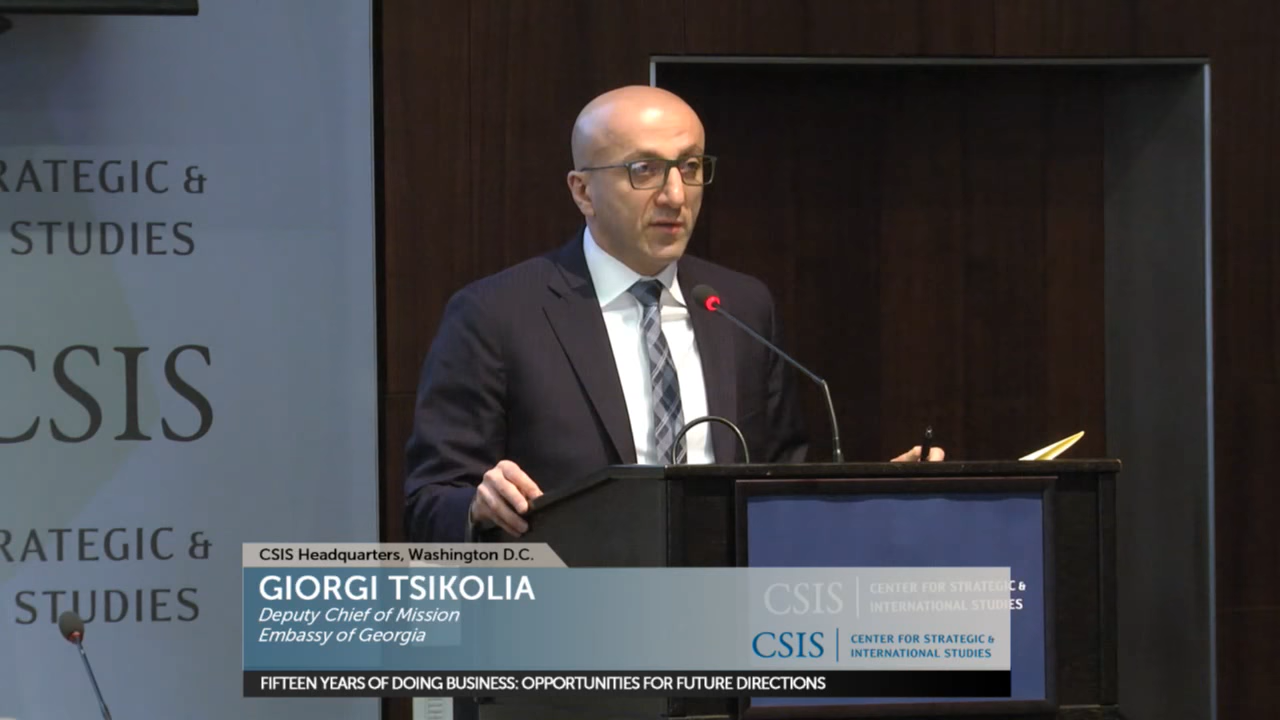 RATEGIC &
STUDIES
CSIS
RATEGIC &
STUDIES
CSIS Headquarters, Washington D.C.
GIORGI TSIKOLIA
Deputy Chief of Mission
Embassy of Georgia
CSIS
CENTER FOR STRATEGIC &
INTERNATIONAL STUDIES
CSIS
CENTER FOR STRATEGIC &
INTERNATIONAL STUDIES
FIFTEEN YEARS OF DOING BUSINESS: OPPORTUNITIES FOR FUTURE DIRECTIONS